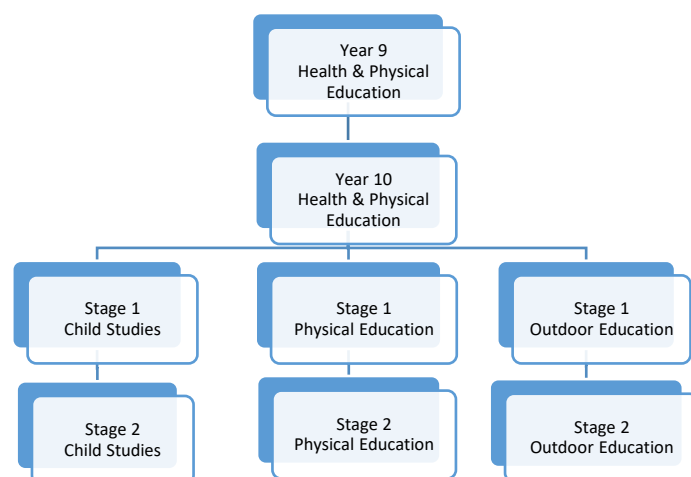 Year 9
Health & Physical
Education
Year 10
Health & Physical
Education
Stage 1
Child Studies
Stage 1
Physical Education
Stage 1
Outdoor Education
Stage 2
Child Studies
Stage 2
Physical Education
Stage 2
Outdoor Education